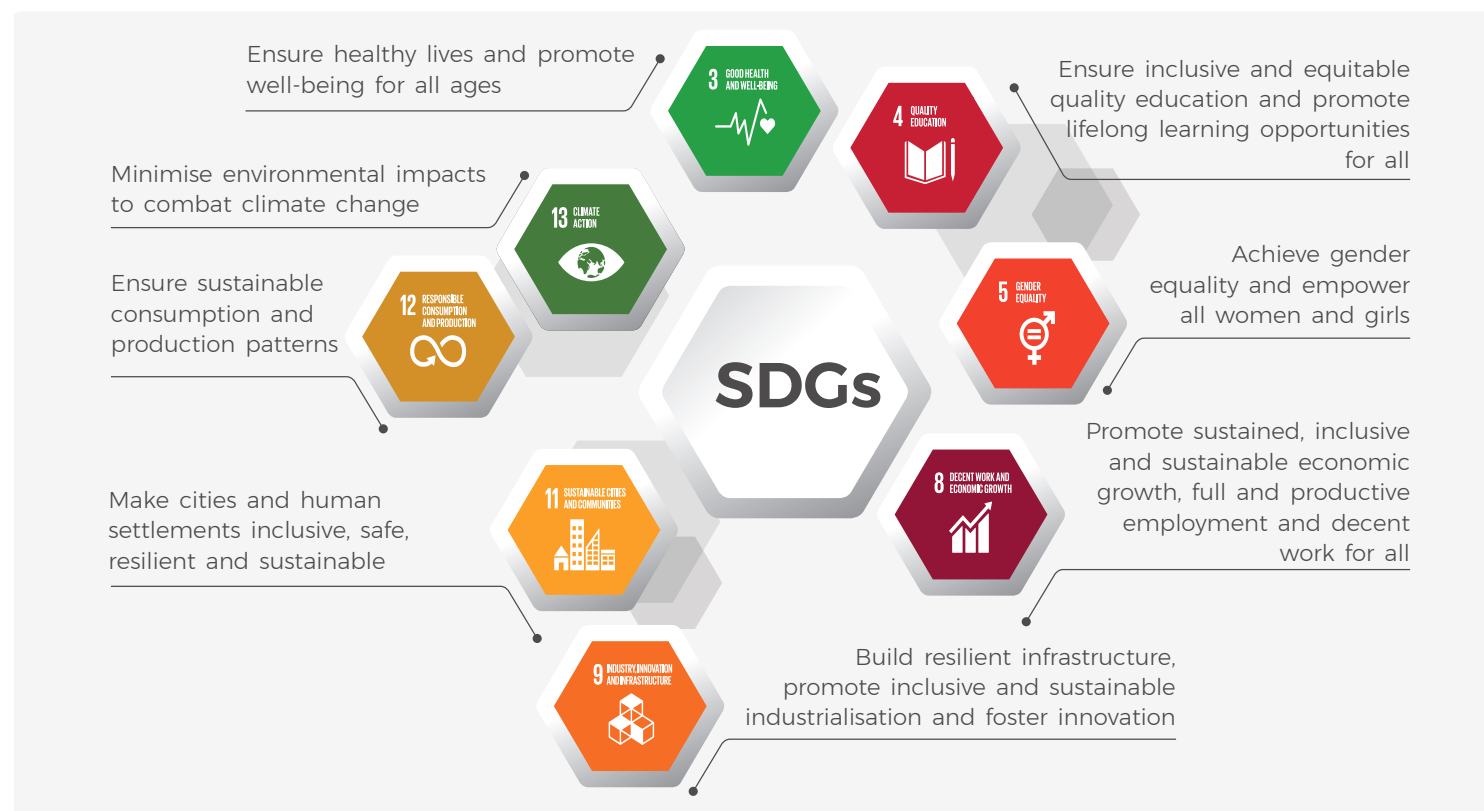 Ensure healthy lives and promote
well-being for all ages
3 GOOD HEALTH
AND WELL-BEING
4 QUALITY
EDUCATION
Ensure inclusive and equitable
quality education and promote
lifelong learning opportunities
for all
Minimise environmental impacts
to combat climate change
13 CLIMATE
ACTION
5 GENDER
EQUALITY
Achieve gender
equality and empower
all women and girls
Ensure sustainable
consumption and
production patterns
12 RESPONSIBLE
CONSUMPTION
AND PRODUCTION
SDGs
8 DECENT WORK AND
ECONOMIC GROWTH
Promote sustained, inclusive
and sustainable economic
growth, full and productive
employment and decent
work for all
Make cities and human
settlements inclusive, safe,
resilient and sustainable
11 SUSTAINABLE CITIES
AND COMMUNITIES
9 INDUSTRY, INNOVATION
AND INFRASTRUCTURE
Build resilient infrastructure,
promote inclusive and sustainable
industrialisation and foster innovation